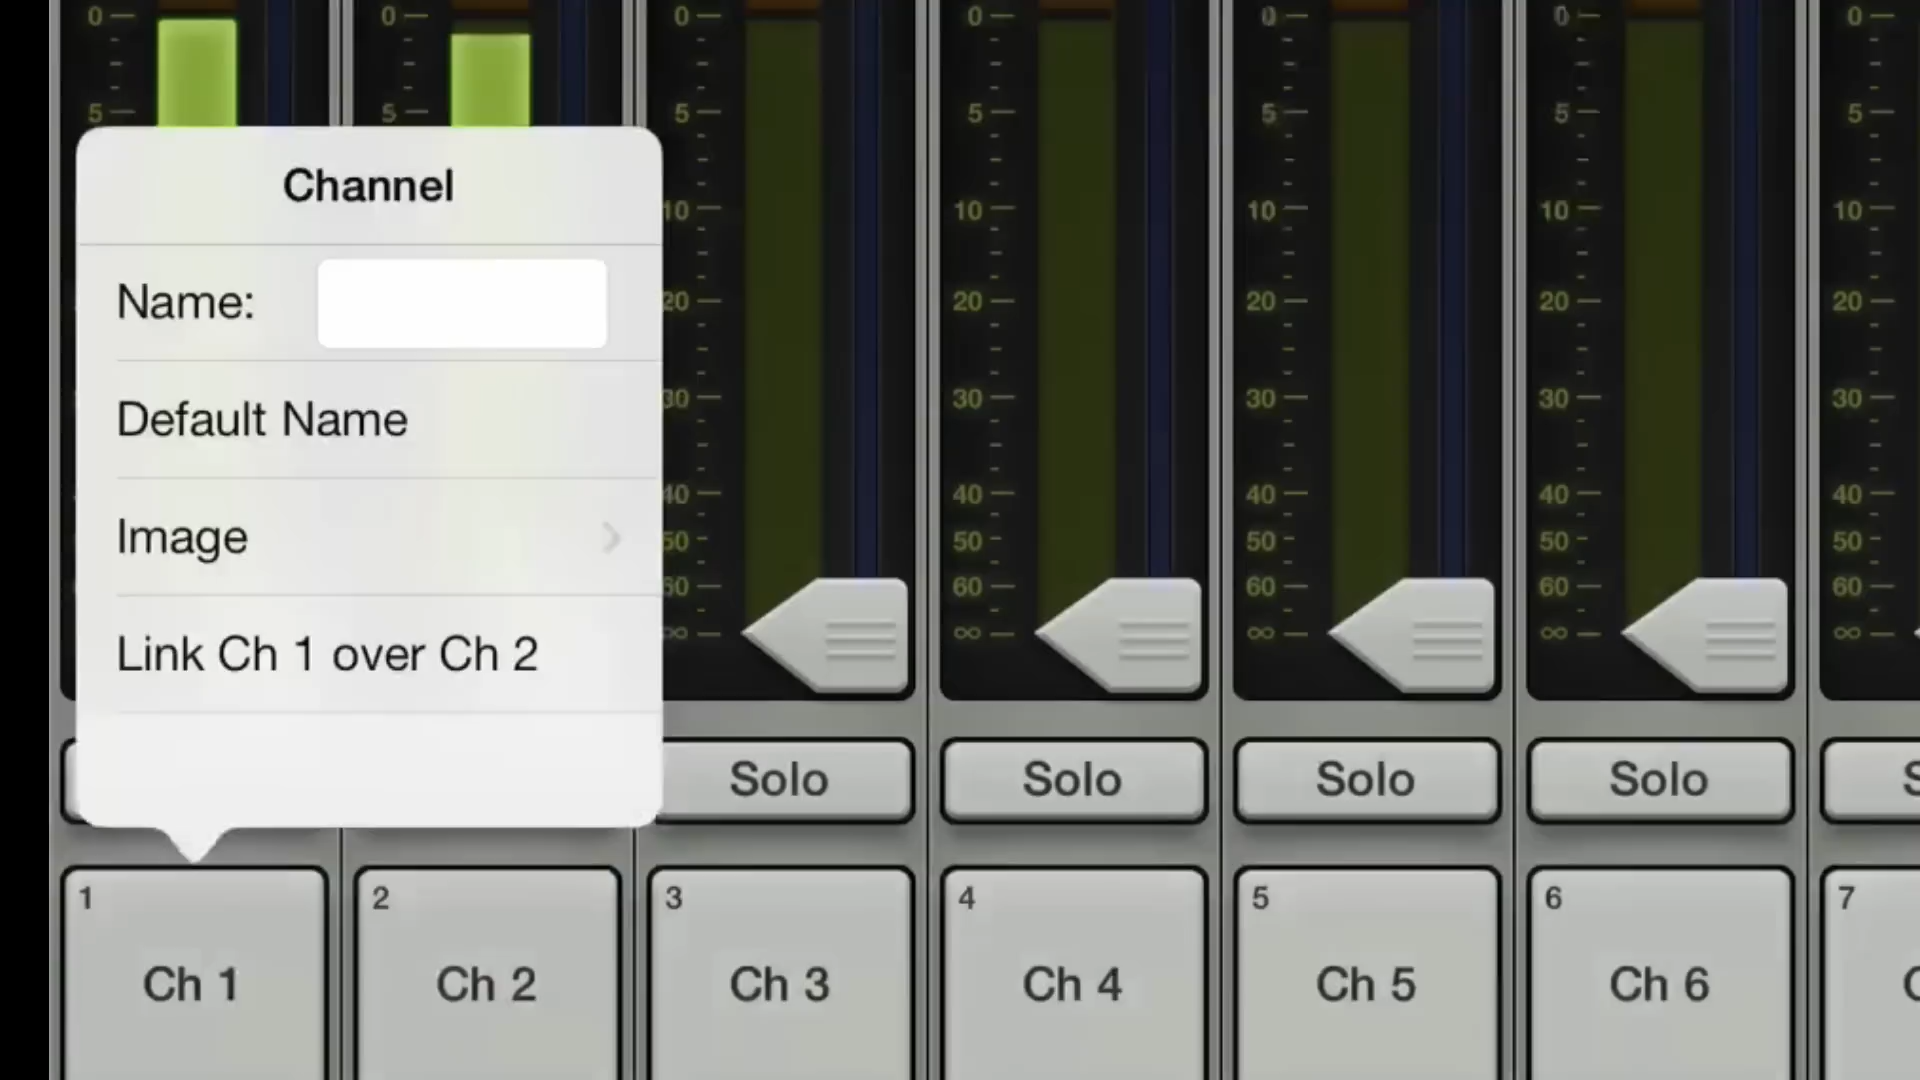 0 0 0 0 0 0 0
5 5 5 5 5 5 5
Channel
10 10 10 10 10
Name:
20 20 20 20 20
Default Name
30 30 30 30 30
40 40 40 40 40
Image
50 50 50 50 50
60 60 60 60 60
Link Ch 1 over Ch 2
∞ ∞ ∞ ∞ ∞
Solo Solo Solo Solo
1 2 3 4 5 6 7
Ch 1 Ch 2 Ch 3 Ch 4 Ch 5 Ch 6